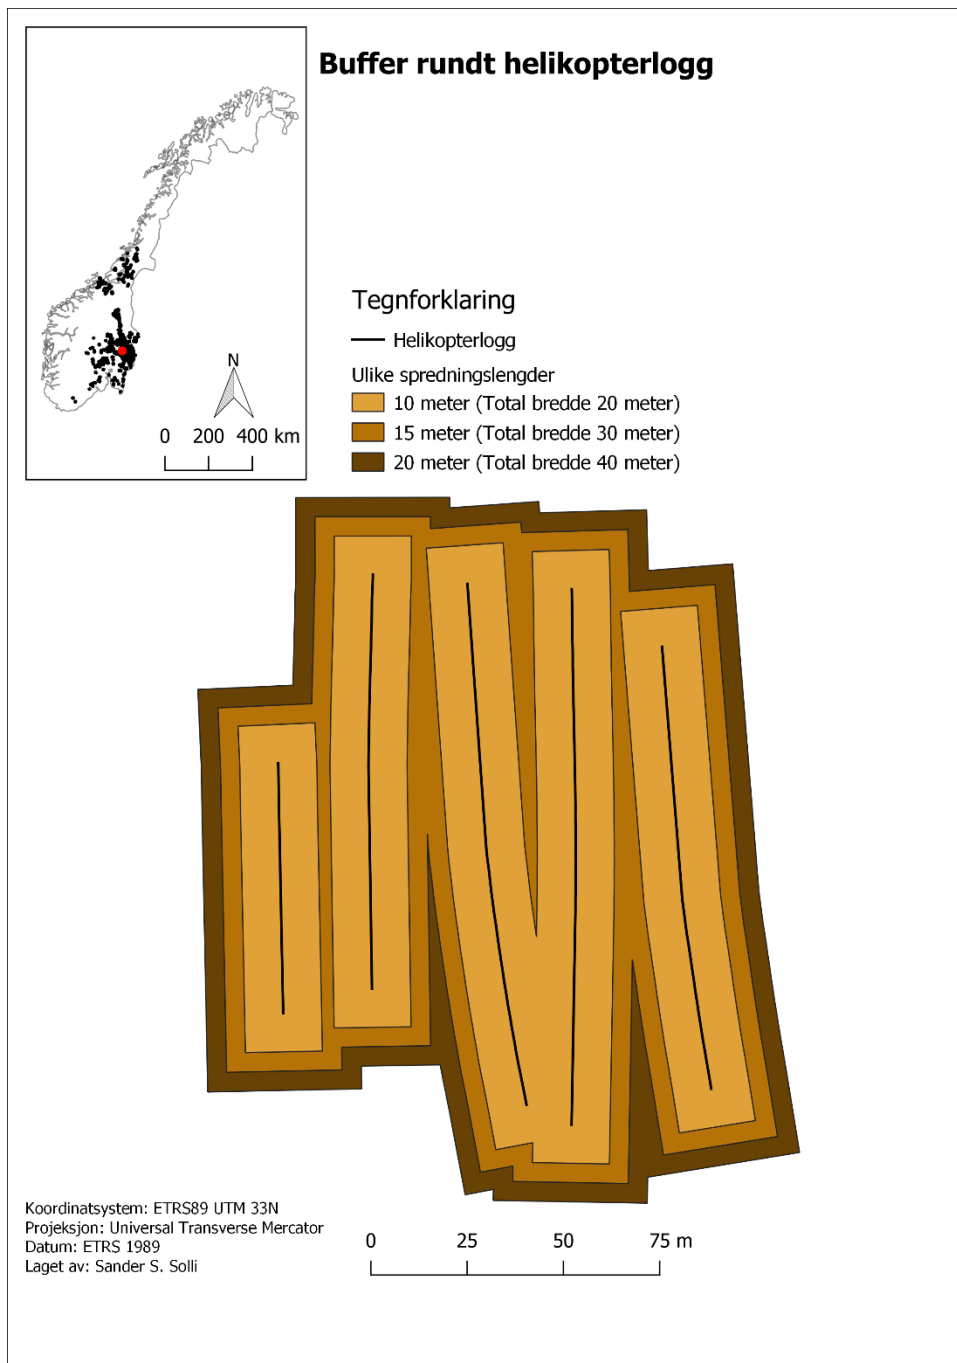 Buffer rundt helikopterlogg
N
0 200 400 km
Tegnforklaring
Helikopterlogg
Ulike spredningslengder
10 meter (Total bredde 20 meter)
15 meter (Total bredde 30 meter)
20 meter (Total bredde 40 meter)
Koordinatsystem: ETRS89 UTM 33N
Projeksjon: Universal Transverse Mercator
Datum: ETRS 1989
Laget av: Sander S. Solli
0 25 50 75 m